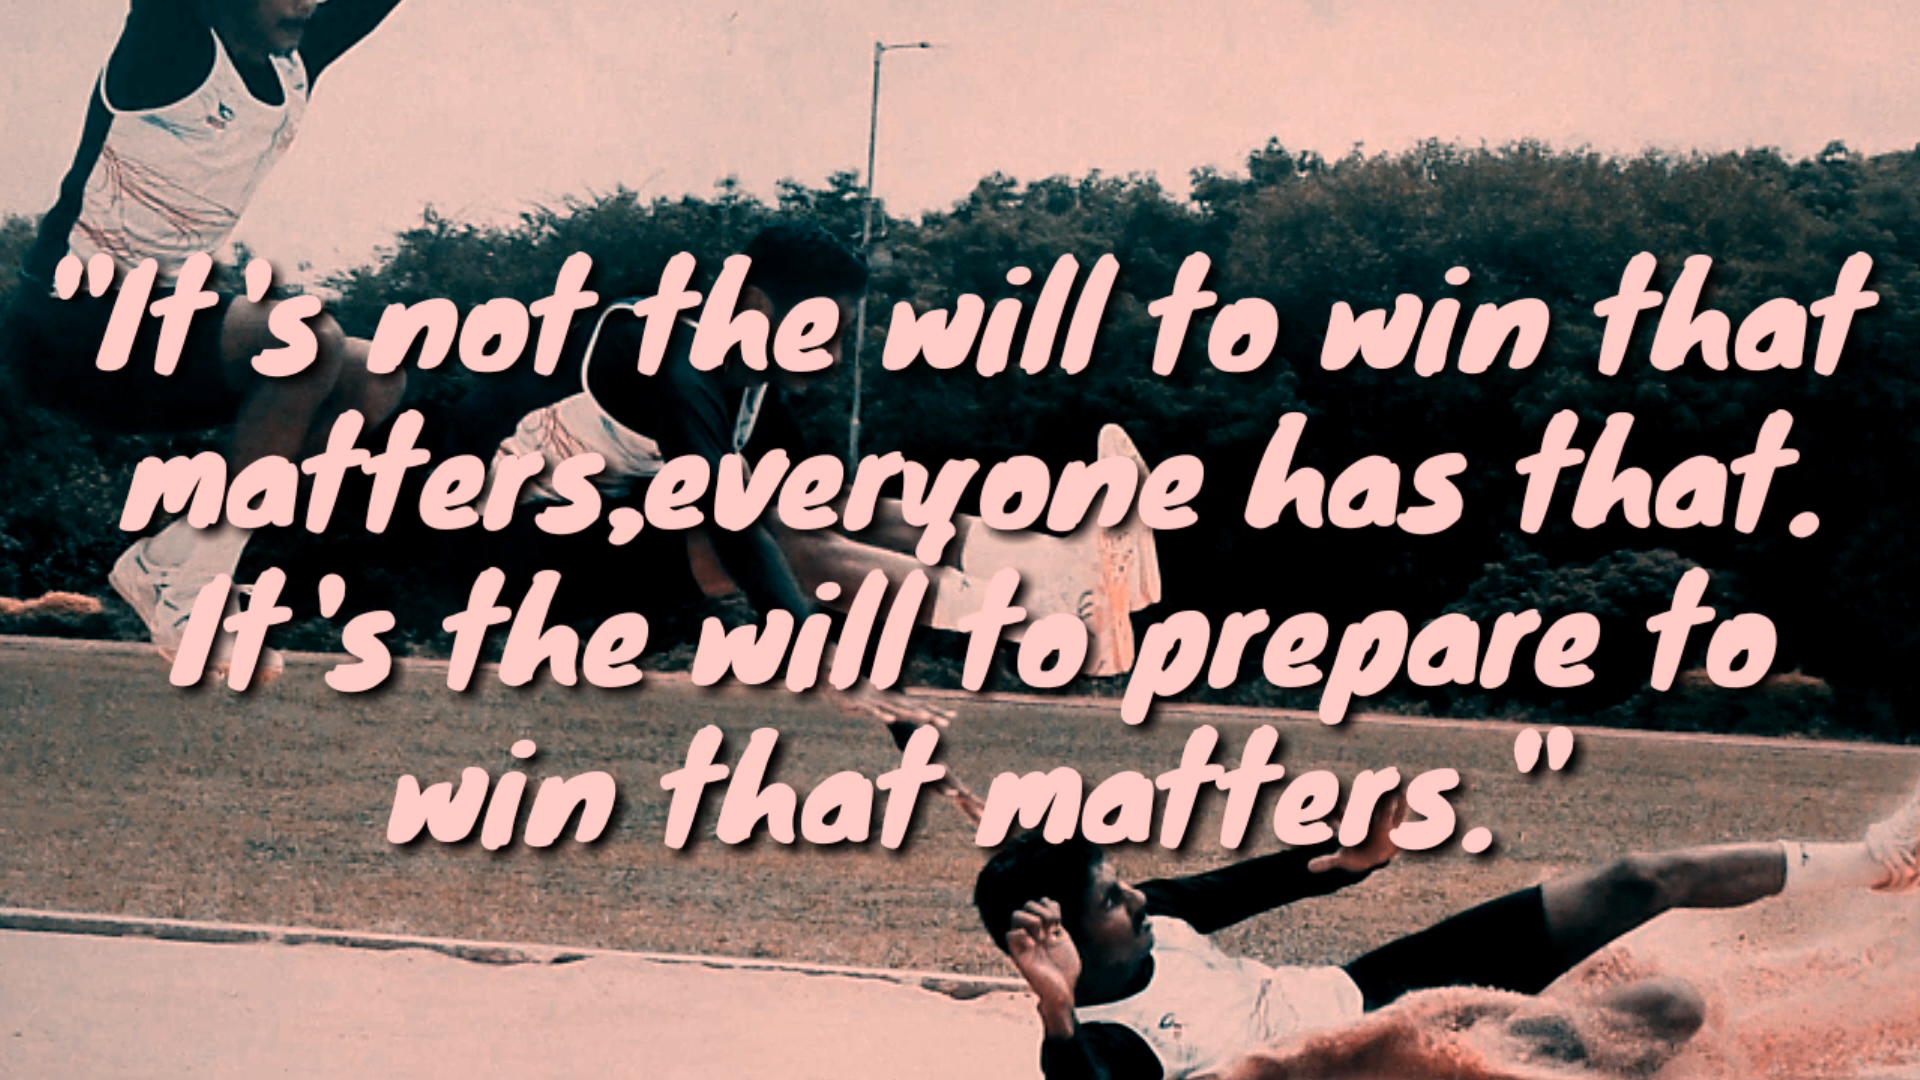 "It's not the will to win that
matters,everyone has that.
It's the will to prepare to
win that matters."